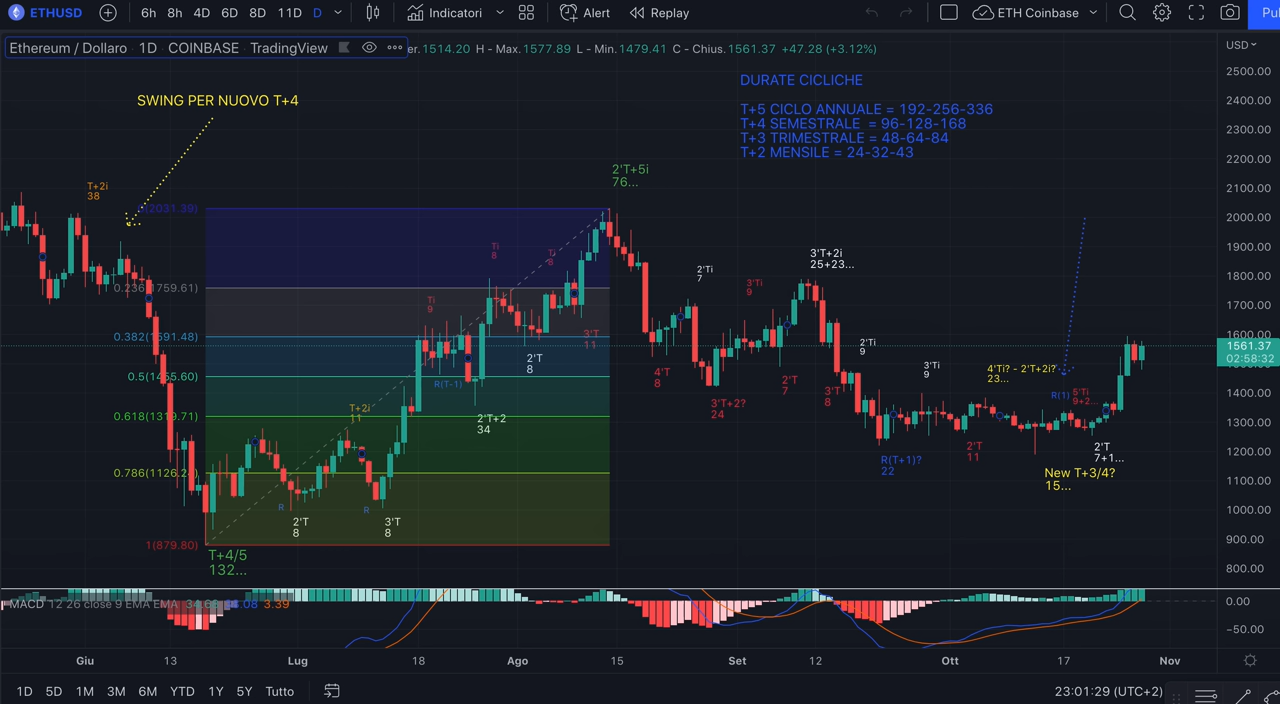 ETHUSD 6h 8h 4D 6D 8D 11D D Indicatori Alert Replay ETH Coinbase
Ethereum / Dollaro · 1D · COINBASE · TradingView er. 1514.20 H - Max. 1577.89 L - Min. 1479.41 C - Chius. 1561.37 +47.28 (+3.12%)
USD
DURATE CICLICHE
T+5 CICLO ANNUALE = 192-256-336
T+4 SEMESTRALE = 96-128-168
T+3 TRIMESTRALE = 48-64-84
T+2 MENSILE = 24-32-43
SWING PER NUOVO T+4
T+2i
38
2'T+5i
76...
(2031.39)
0.236(1759.61)
0.382(1591.48)
0.5(1455.60)
0.618(1319.71)
0.786(1126.24)
1(879.80)
T+4/5
132...
R
2'T
8
T+2i
11
R
3'T
8
Ti
9
R(T-1)
2'T+2
34
Ti
8
2'T
8
Ti
8
3'T
11
4'T
8
2'Ti
7
3'T+2?
24
3'Ti
9
2'T
7
3'T+2i
25+23...
3'T
8
2'Ti
9
R(T+1)?
22
3'Ti
9
2'T
11
4'Ti? - 2'T+2i?
23...
R(1)
5'Ti
9+2...
2'T
7+1...
New T+3/4?
15...
2500.00
2400.00
2300.00
2200.00
2100.00
2000.00
1900.00
1800.00
1700.00
1600.00
1561.37
02:58:32
1400.00
1300.00
1200.00
1100.00
1000.00
900.00
800.00
MACD 12 26 close 9 EMA EMA 3.39
0.00
−50.00
Giu 13 Lug 18 Ago 15 Set 12 Ott 17 Nov
1D 5D 1M 3M 6M YTD 1Y 5Y Tutto 23:01:29 (UTC+2)